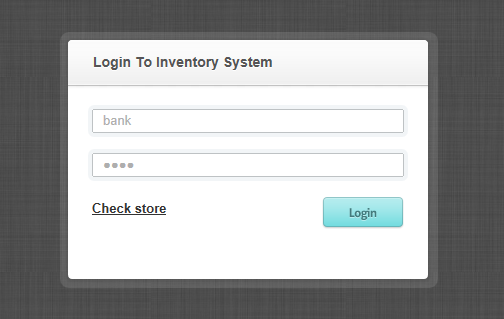 Login To Inventory System
bank
●●●●
Check store
Login